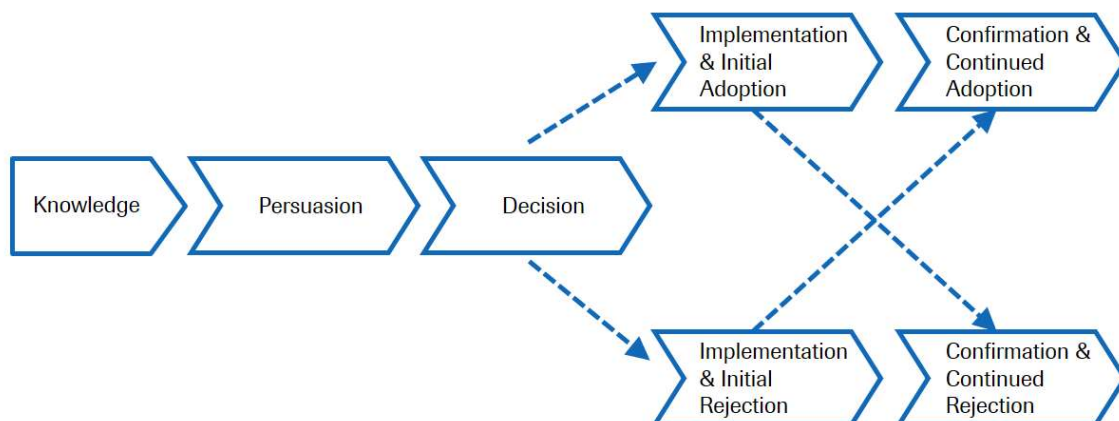 Implementation
& Initial
Adoption
Confirmation &
Continued
Adoption
Knowledge
Persuasion
Decision
Implementation
& Initial
Rejection
Confirmation &
Continued
Rejection